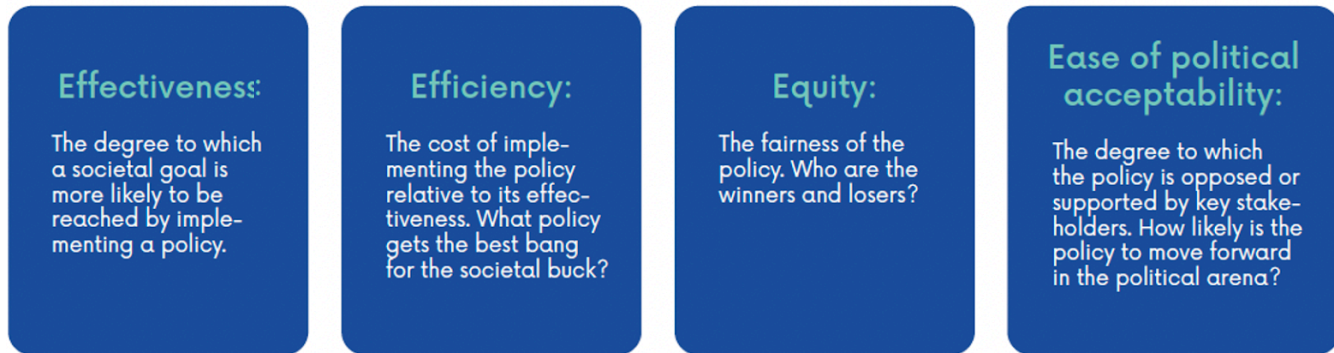 Effectiveness:
The degree to which
a societal goal is
more likely to be
reached by imple-
menting a policy.
Efficiency:
The cost of imple-
menting the policy
relative to its effec-
tiveness. What policy
gets the best bang
for the societal buck?
Equity:
The fairness of the
policy. Who are the
winners and losers?
Ease of political
acceptability:
The degree to which
the policy is opposed or
supported by key stake-
holders. How likely is the
policy to move forward
in the political arena?